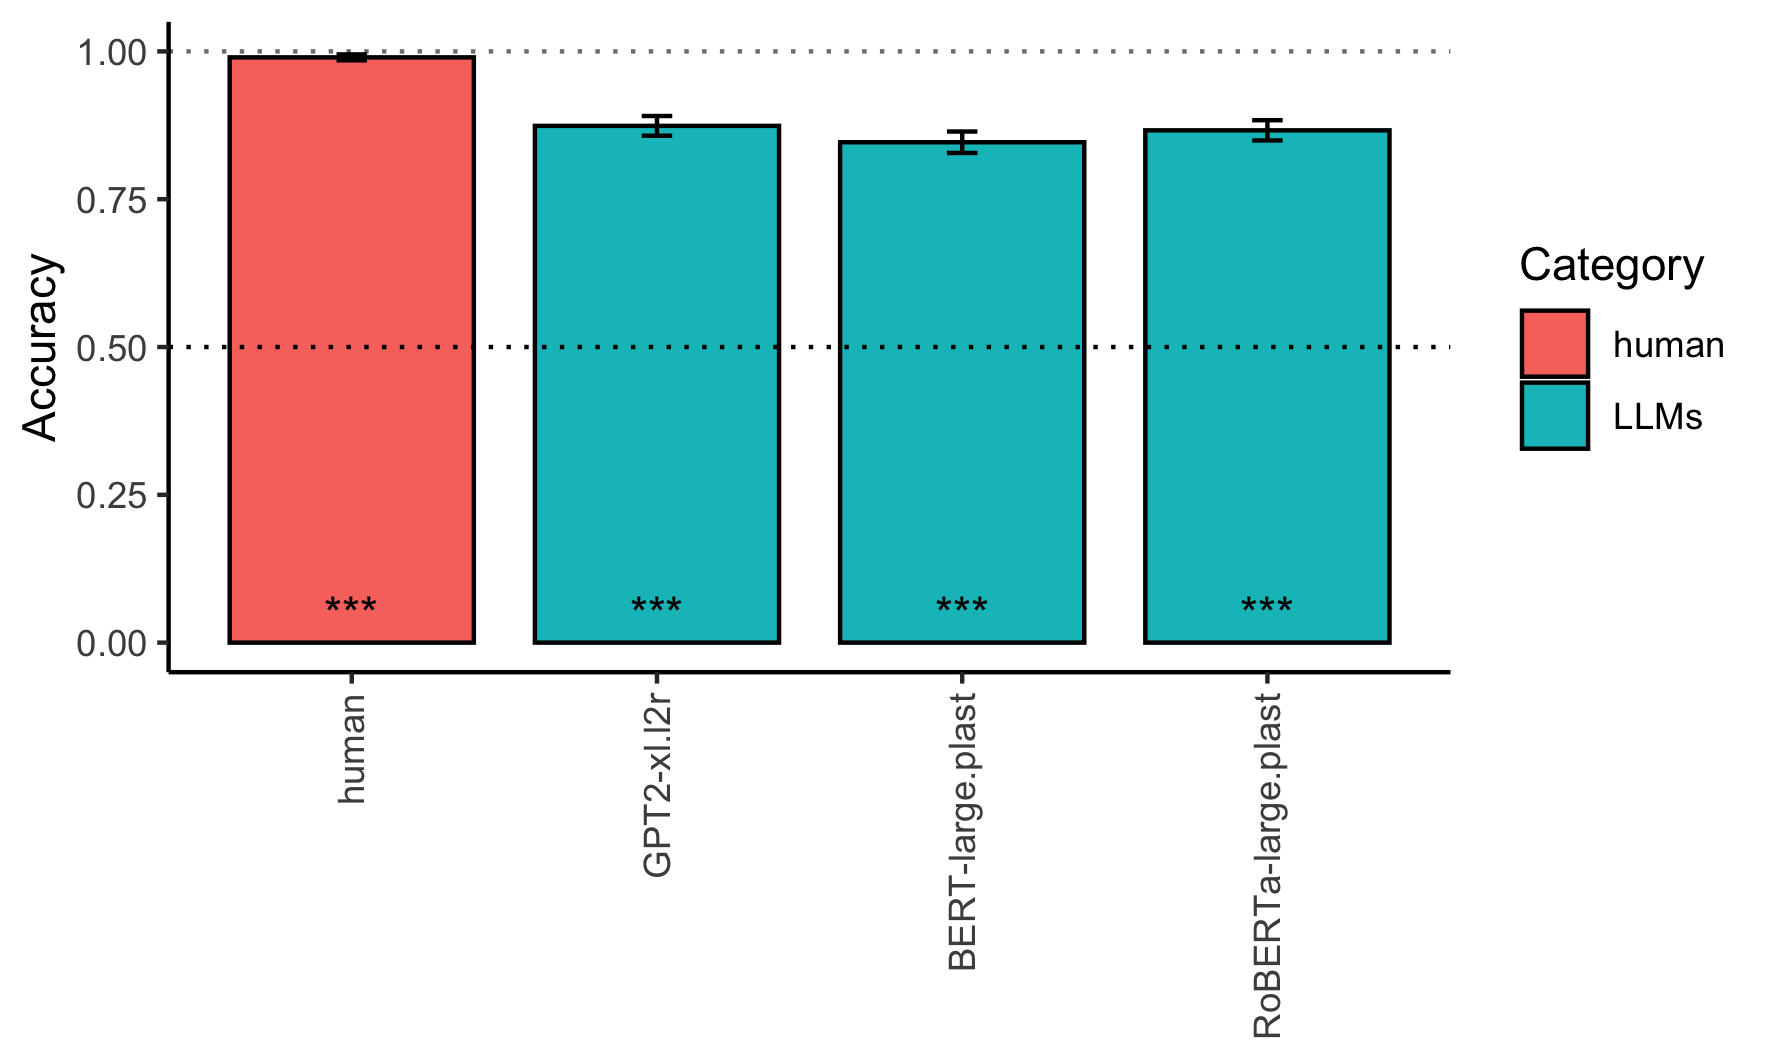 1.00
0.75
0.50
0.25
0.00
Accuracy
***
***
***
***
human
GPT2-xl.l2r
BERT-large.plast
RoBERTa-large.plast
Category
human
LLMs